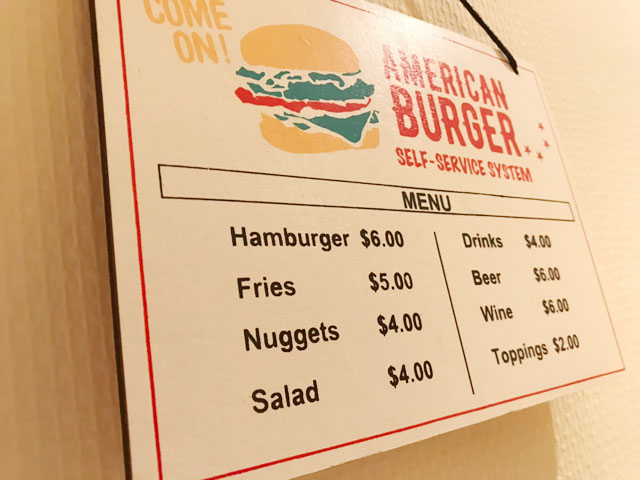 COME
ON!
AMERICAN
BURGER
SELF-SERVICE SYSTEM
MENU
Hamburger $6.00
Fries $5.00
Nuggets $4.00
Salad $4.00
Drinks $4.00
Beer $6.00
Wine $6.00
Toppings $2.00